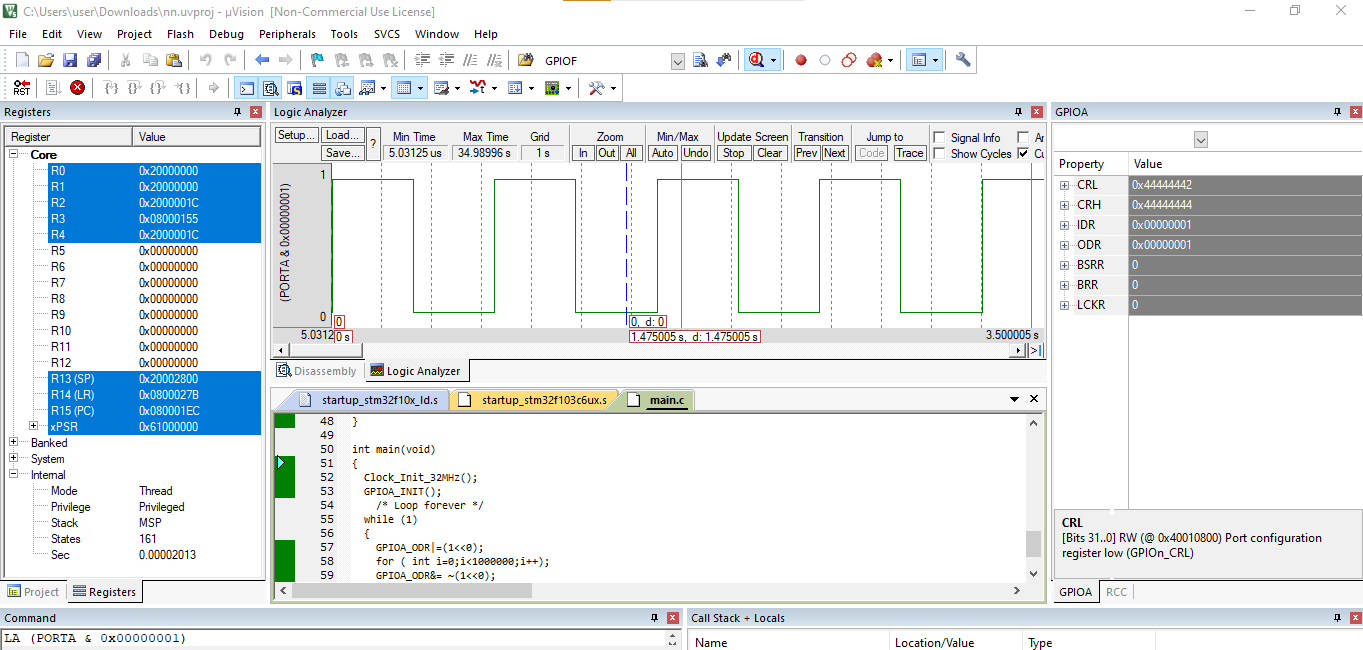 C:\Users\user\Downloads\nn.uvproj - µVision [Non-Commercial Use License]
File Edit View Project Flash Debug Peripherals Tools SVCS Window Help
GPIOF
RST
Registers
Register Value
Core
R0 0x20000000
R1 0x20000000
R2 0x2000001C
R3 0x08000155
R4 0x2000001C
R5 0x00000000
R6 0x00000000
R7 0x00000000
R8 0x00000000
R9 0x00000000
R10 0x00000000
R11 0x00000000
R12 0x00000000
R13 (SP) 0x20002800
R14 (LR) 0x0800027B
R15 (PC) 0x080001EC
xPSR 0x61000000
Banked
System
Internal
Mode Thread
Privilege Privileged
Stack MSP
States 161
Sec 0.00002013
Project Registers
Logic Analyzer
Setup... Load... ? Min Time Max Time Grid Zoom Min/Max Update Screen Transition Jump to Signal Info
Save... 5.03125 us 34.98996 s 1 s In Out All Auto Undo Stop Clear Prev Next Code Trace Show Cycles
(PORTA & 0x00000001)
1
0
0 0, d: 0
5.0312 0 s 1.475005 s, d: 1.475005 s 3.500005 s
Disassembly Logic Analyzer
startup_stm32f10x_ld.s startup_stm32f103c6ux.s main.c
48 }
49
50 int main(void)
51 {
52 Clock_Init_32MHz();
53 GPIOA_INIT();
54 /* Loop forever */
55 while (1)
56 {
57 GPIOA_ODR|=(1<<0);
58 for ( int i=0;i<1000000;i++);
59 GPIOA_ODR&= ~(1<<0);
GPIOA
Property Value
CRL 0x44444442
CRH 0x44444444
IDR 0x00000001
ODR 0x00000001
BSRR 0
BRR 0
LCKR 0
CRL
[Bits 31..0] RW (@ 0x40010800) Port configuration
register low (GPIOn_CRL)
GPIOA RCC
Command
LA (PORTA & 0x00000001)
Call Stack + Locals
Name Location/Value Type